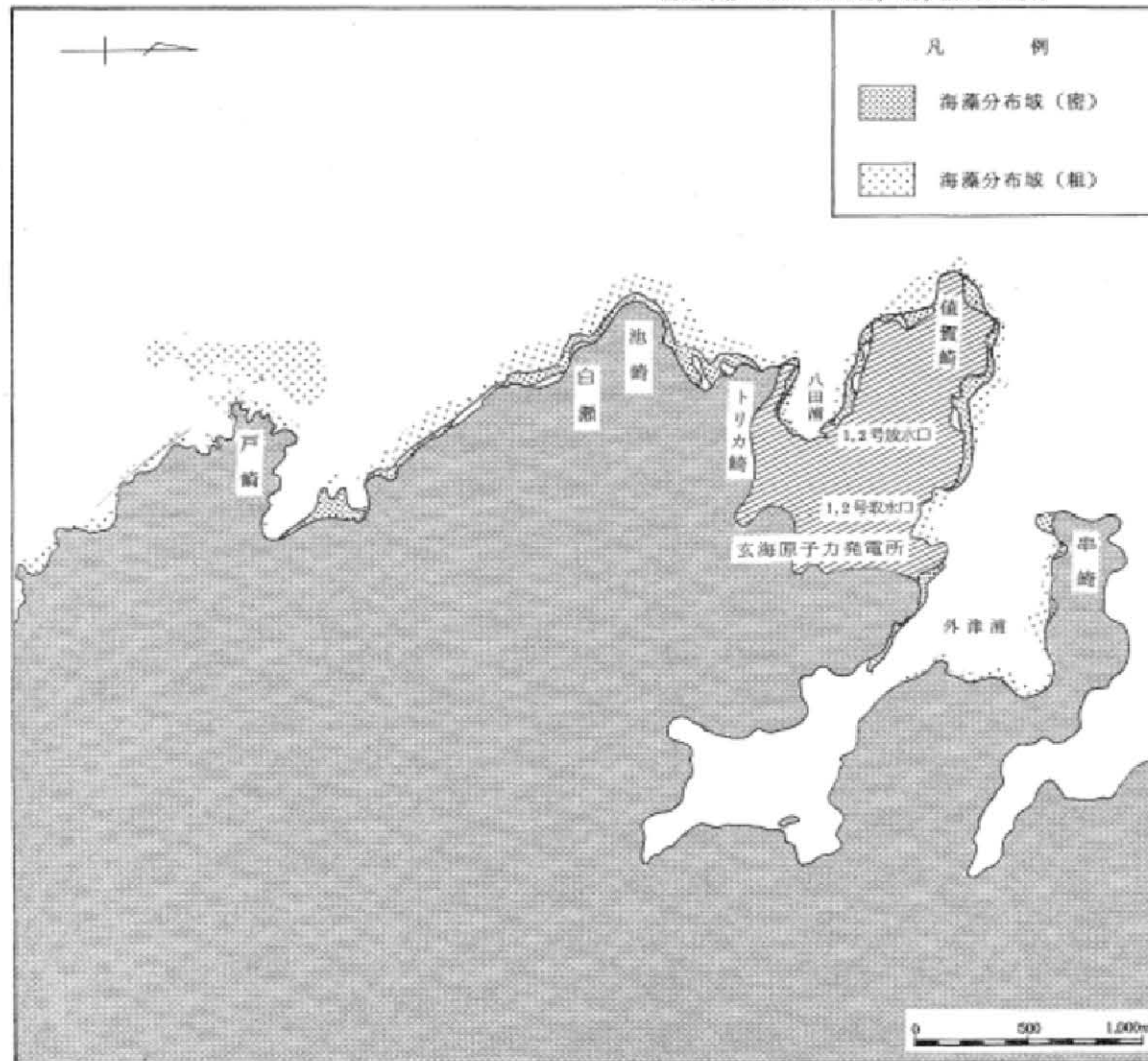 凡 例
海藻分布域（密）
海藻分布域（粗）
値賀崎
池崎
白瀬
八田浦
トリカ崎
戸崎
1,2号放水口
1,2号取水口
玄海原子力発電所
串崎
外津浦
0 500 1,000m